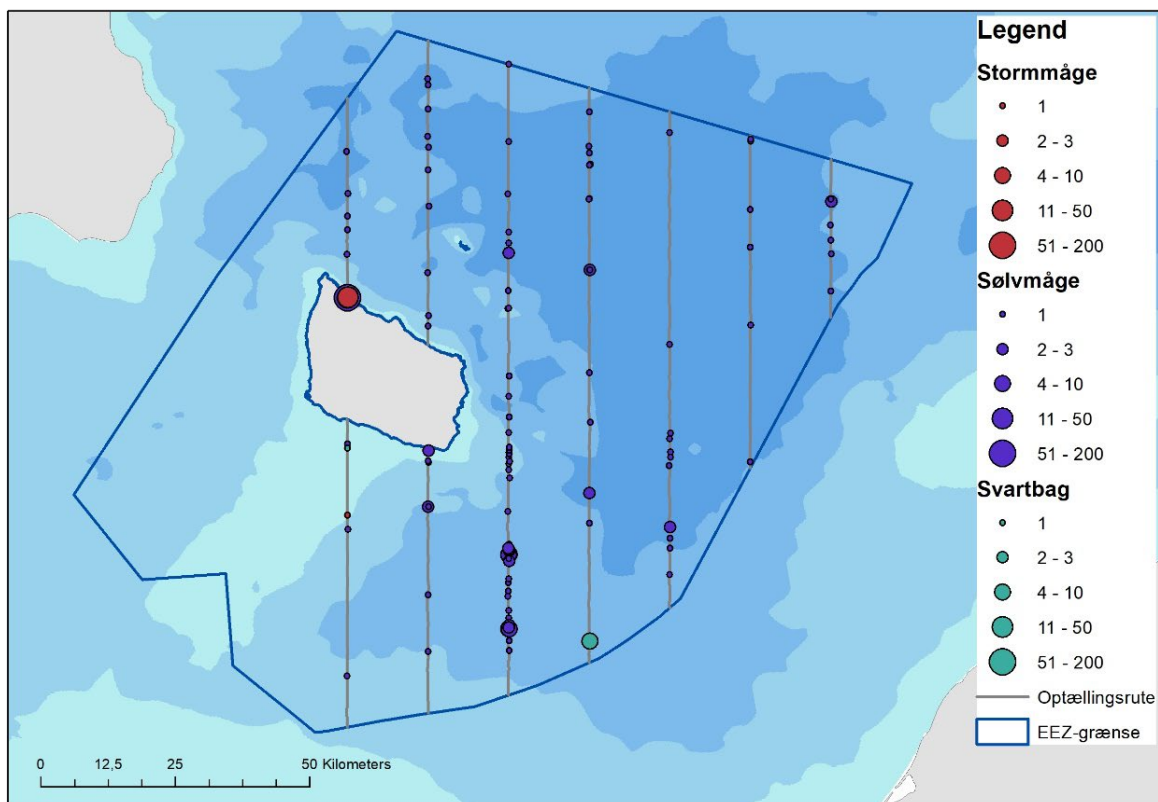 Legend
Stormmåge
1
2 - 3
4 - 10
11 - 50
51 - 200
Sølvmåge
1
2 - 3
4 - 10
11 - 50
51 - 200
Svartbag
1
2 - 3
4 - 10
11 - 50
51 - 200
Optællingsrute
EEZ-grænse
0 12,5 25 50 Kilometers